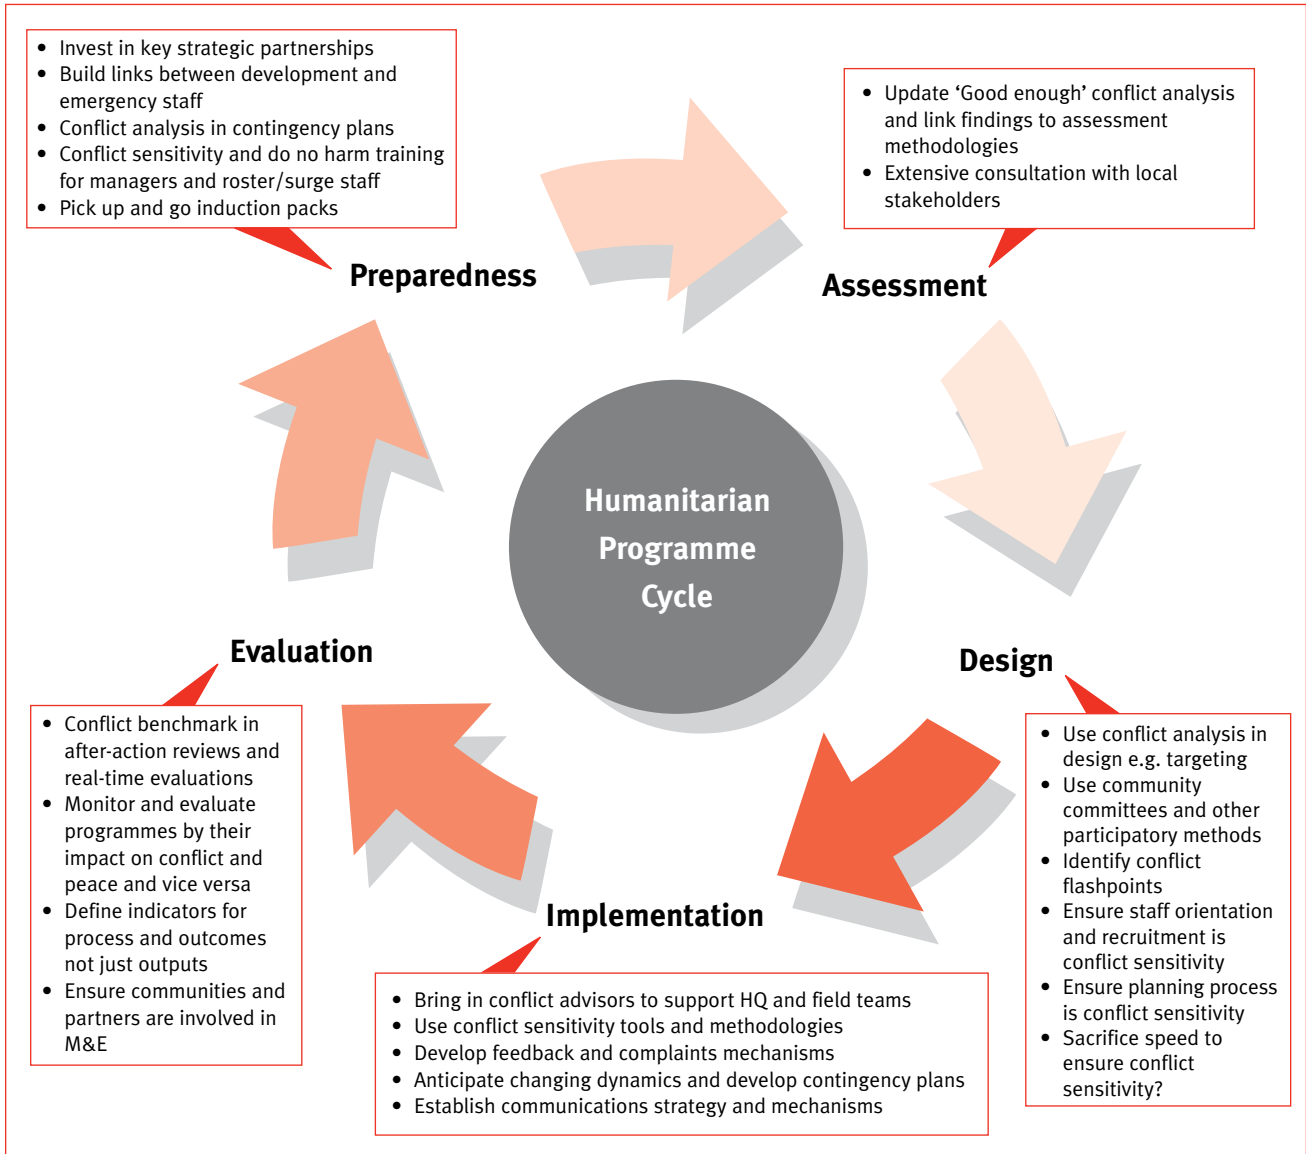 • Invest in key strategic partnerships
• Build links between development and
emergency staff
• Conflict analysis in contingency plans
• Conflict sensitivity and do no harm training
for managers and roster/surge staff
• Pick up and go induction packs
Preparedness
• Update ‘Good enough’ conflict analysis
and link findings to assessment
methodologies
• Extensive consultation with local
stakeholders
Assessment
Humanitarian
Programme
Cycle
Design
• Use conflict analysis in
design e.g. targeting
• Use community
committees and other
participatory methods
• Identify conflict
flashpoints
• Ensure staff orientation
and recruitment is
conflict sensitivity
• Ensure planning process
is conflict sensitivity
• Sacrifice speed to
ensure conflict
sensitivity?
Implementation
• Bring in conflict advisors to support HQ and field teams
• Use conflict sensitivity tools and methodologies
• Develop feedback and complaints mechanisms
• Anticipate changing dynamics and develop contingency plans
• Establish communications strategy and mechanisms
Evaluation
• Conflict benchmark in
after-action reviews and
real-time evaluations
• Monitor and evaluate
programmes by their
impact on conflict and
peace and vice versa
• Define indicators for
process and outcomes
not just outputs
• Ensure communities and
partners are involved in
M&E